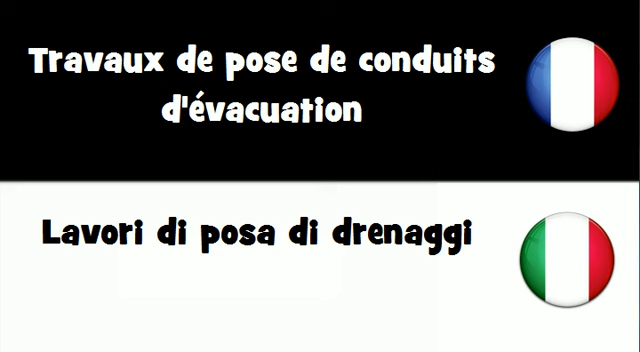 Travaux de pose de conduits
d'évacuation
Lavori di posa di drenaggi